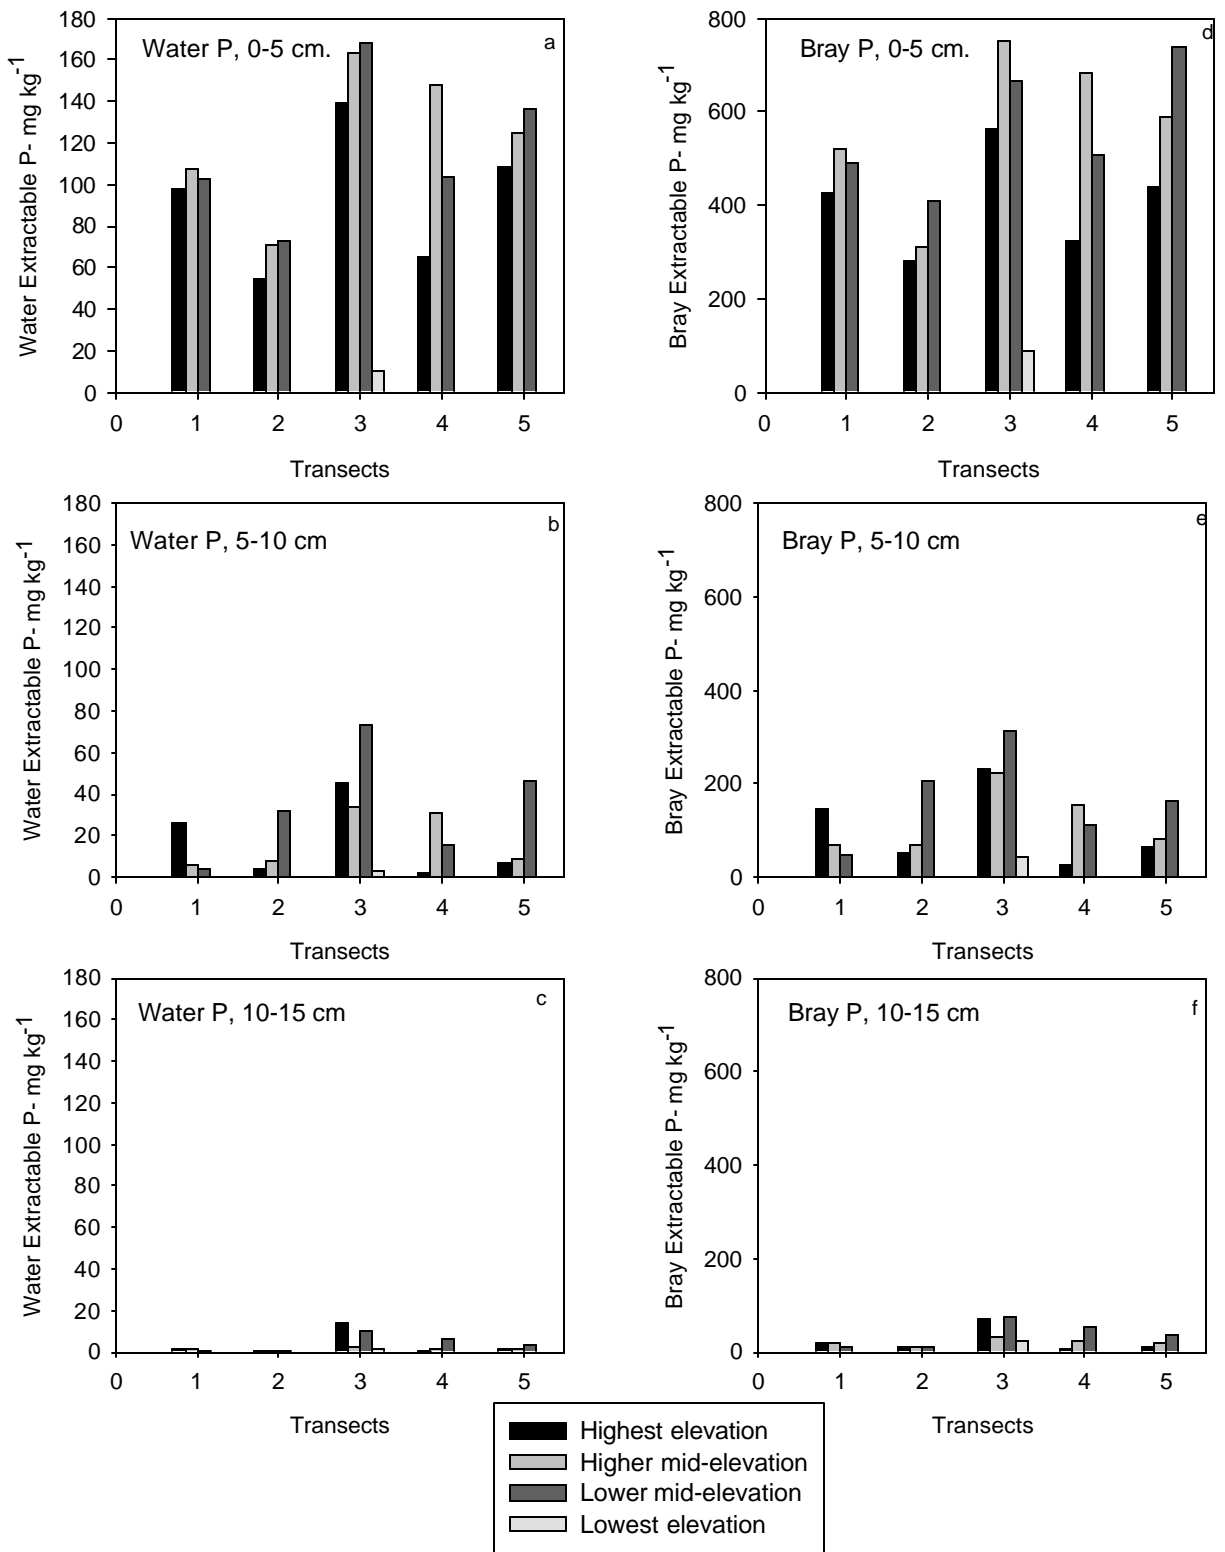 180
160
140
120
100
80
60
40
20
0
Water Extractable P- mg kg-1
Water P, 0-5 cm.
a
0 1 2 3 4 5
Transects
800
600
400
200
0
Bray Extractable P- mg kg-1
Bray P, 0-5 cm.
d
0 1 2 3 4 5
Transects
180
160
140
120
100
80
60
40
20
0
Water Extractable P- mg kg-1
Water P, 5-10 cm
b
0 1 2 3 4 5
Transects
800
600
400
200
0
Bray Extractable P- mg kg-1
Bray P, 5-10 cm
e
0 1 2 3 4 5
Transects
180
160
140
120
100
80
60
40
20
0
Water Extractable P- mg kg-1
Water P, 10-15 cm
c
0 1 2 3 4 5
Transects
800
600
400
200
0
Bray Extractable P- mg kg-1
Bray P, 10-15 cm
f
0 1 2 3 4 5
Transects
Highest elevation
Higher mid-elevation
Lower mid-elevation
Lowest elevation